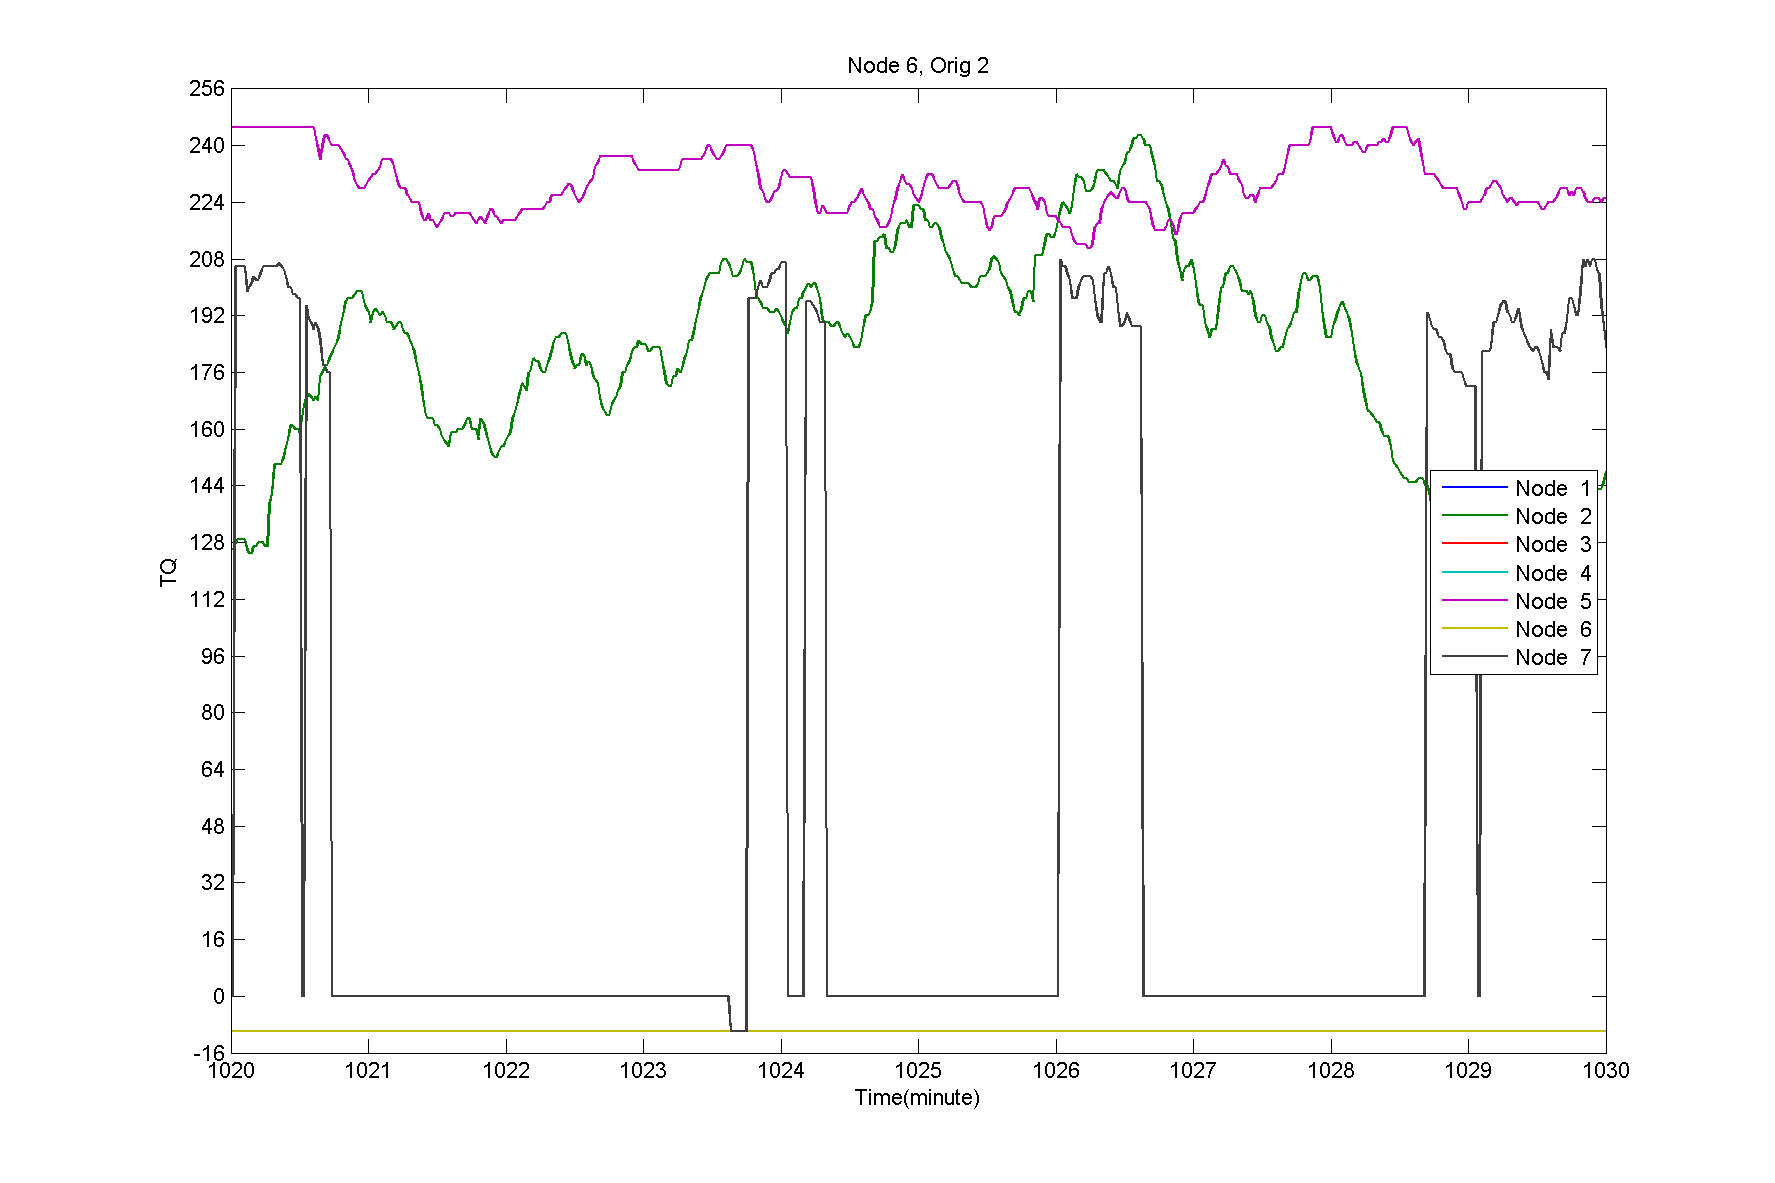 Node 6, Orig 2
256
240
224
208
192
176
160
144
128
112
96
80
64
48
32
16
0
-16
TQ
Node 1
Node 2
Node 3
Node 4
Node 5
Node 6
Node 7
1020 1021 1022 1023 1024 1025 1026 1027 1028 1029 1030
Time(minute)